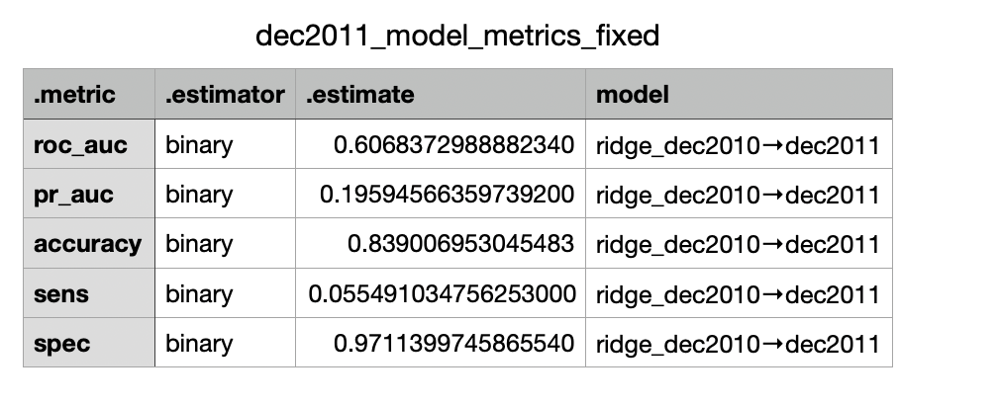 dec2011_model_metrics_fixed
.metric .estimator .estimate model
roc_auc binary 0.6068372988882340 ridge_dec2010→dec2011
pr_auc binary 0.19594566359739200 ridge_dec2010→dec2011
accuracy binary 0.839006953045483 ridge_dec2010→dec2011
sens binary 0.055491034756253000 ridge_dec2010→dec2011
spec binary 0.9711399745865540 ridge_dec2010→dec2011